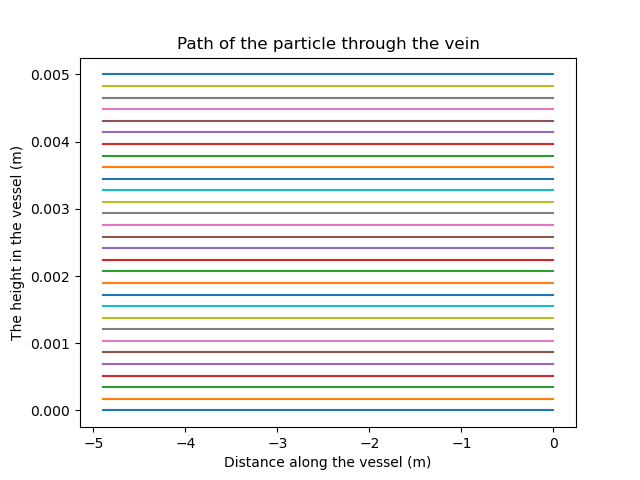 Path of the particle through the vein
0.005
0.004
0.003
0.002
0.001
0.000
The height in the vessel (m)
−5 −4 −3 −2 −1 0
Distance along the vessel (m)